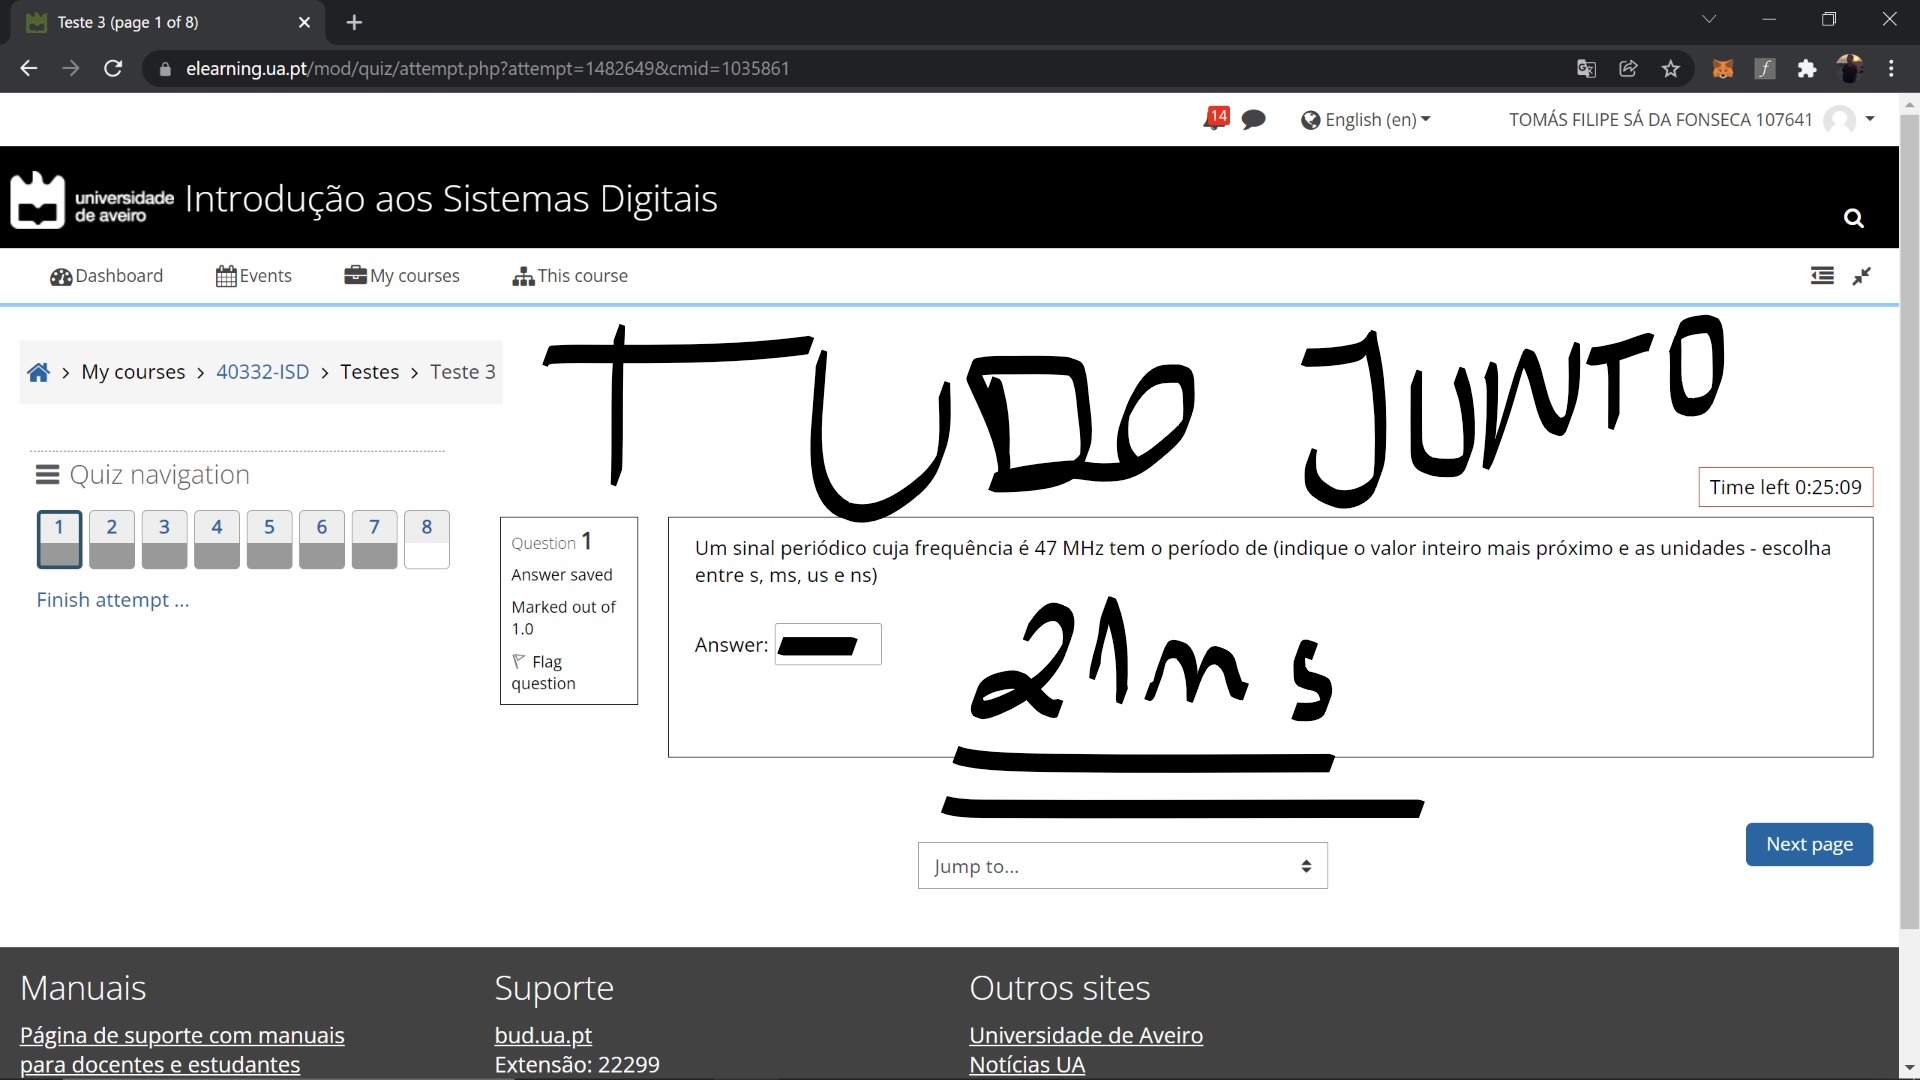 Teste 3 (page 1 of 8)
elearning.ua.pt/mod/quiz/attempt.php?attempt=1482649&cmid=1035861
14
English (en)
TOMÁS FILIPE SÁ DA FONSECA 107641
universidade de aveiro
Introdução aos Sistemas Digitais
Dashboard
Events
My courses
This course
My courses > 40332-ISD > Testes > Teste 3
TUDO JUNTO
Quiz navigation
1 2 3 4 5 6 7 8
Finish attempt ...
Time left 0:25:09
Question 1
Answer saved
Marked out of
1.0
Flag
question
Um sinal periódico cuja frequência é 47 MHz tem o período de (indique o valor inteiro mais próximo e as unidades - escolha
entre s, ms, us e ns)
Answer:
21ns
Next page
Jump to...
Manuais
Página de suporte com manuais
para docentes e estudantes
Suporte
bud.ua.pt
Extensão: 22299
Outros sites
Universidade de Aveiro
Notícias UA